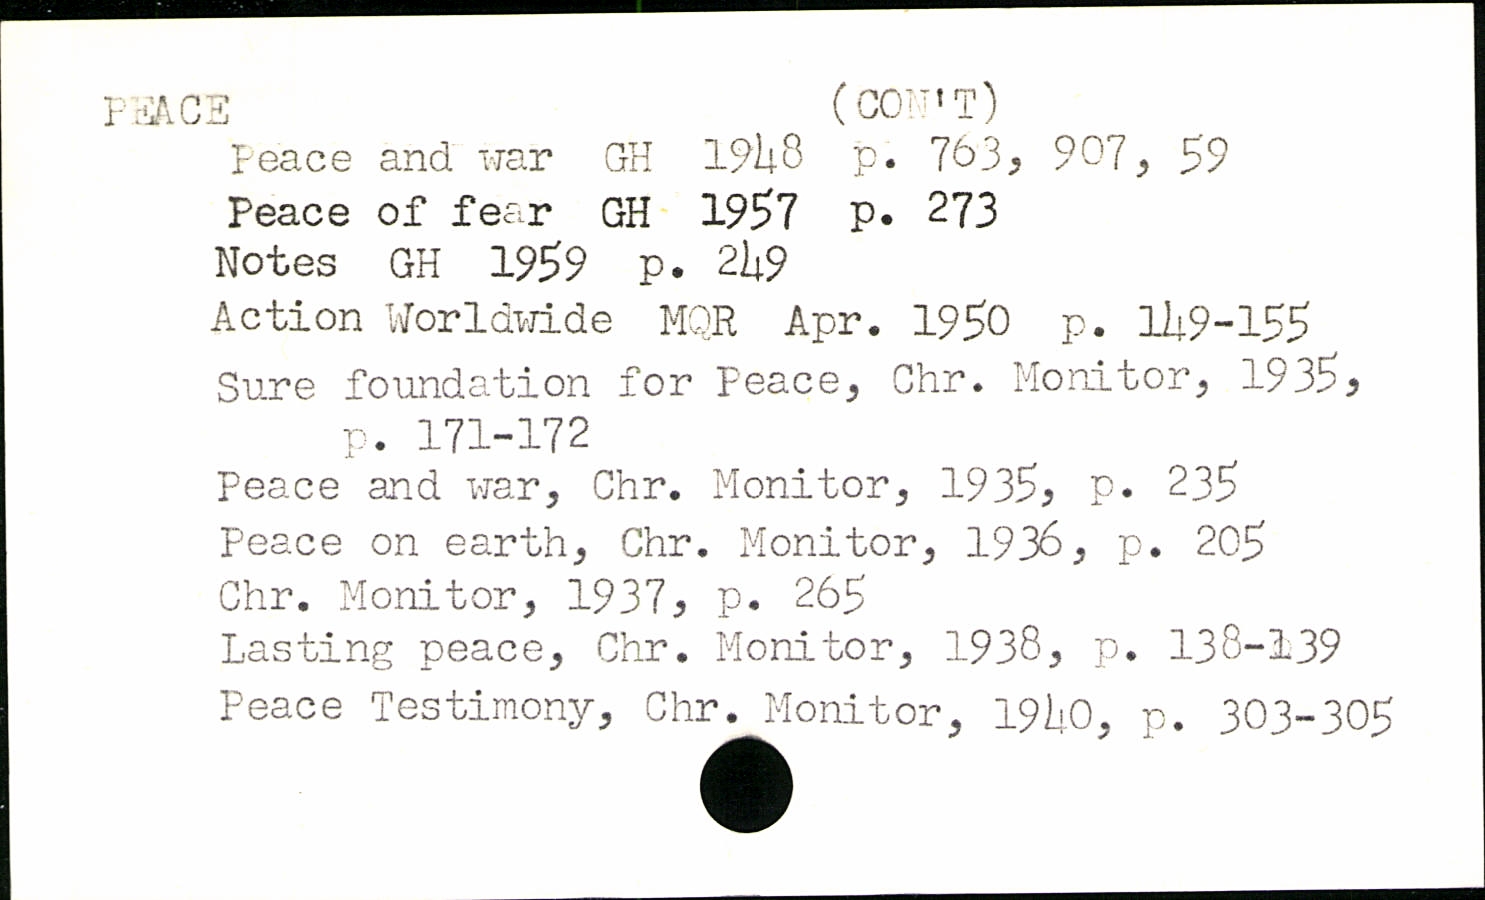 PEACE (CON'T)
Peace and war GH 1948 p. 763, 907, 59
Peace of fear GH 1957 p. 273
Notes GH 1959 p. 249
Action Worldwide MQR Apr. 1950 p. 149-155
Sure foundation for Peace, Chr. Monitor, 1935,
p. 171-172
Peace and war, Chr. Monitor, 1935, p. 235
Peace on earth, Chr. Monitor, 1936, p. 205
Chr. Monitor, 1937, p. 265
Lasting peace, Chr. Monitor, 1938, p. 138-139
Peace Testimony, Chr. Monitor, 1940, p. 303-305